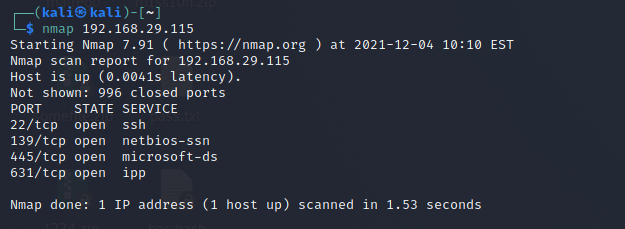 ┌──(kali㉿kali)-[~]
└─$ nmap 192.168.29.115
Starting Nmap 7.91 ( https://nmap.org ) at 2021-12-04 10:10 EST
Nmap scan report for 192.168.29.115
Host is up (0.0041s latency).
Not shown: 996 closed ports
PORT    STATE SERVICE
22/tcp  open  ssh
139/tcp open  netbios-ssn
445/tcp open  microsoft-ds
631/tcp open  ipp

Nmap done: 1 IP address (1 host up) scanned in 1.53 seconds